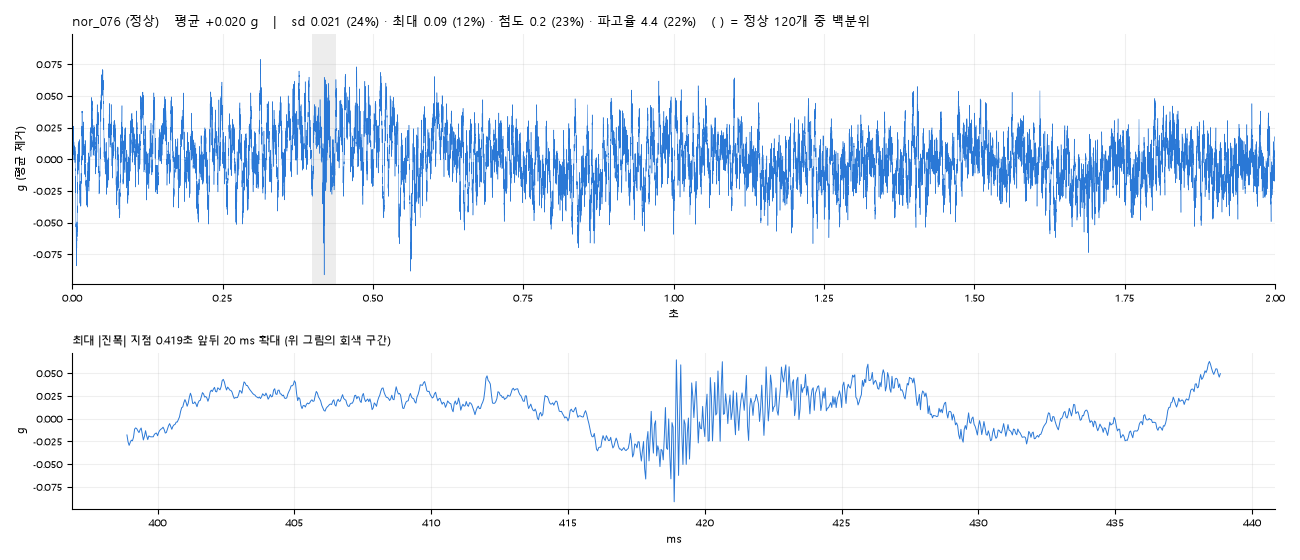 nor_076 (정상)    평균 +0.020 g    |    sd 0.021 (24%) · 최대 0.09 (12%) · 첨도 0.2 (23%) · 파고율 4.4 (22%)    ( ) = 정상 120개 중 백분위
g (평균 제거)
0.075
0.050
0.025
0.000
-0.025
-0.050
-0.075
0.00 0.25 0.50 0.75 1.00 1.25 1.50 1.75 2.00
초
최대 |진폭| 지점 0.419초 앞뒤 20 ms 확대 (위 그림의 회색 구간)
g
0.050
0.025
0.000
-0.025
-0.050
-0.075
400 405 410 415 420 425 430 435 440
ms